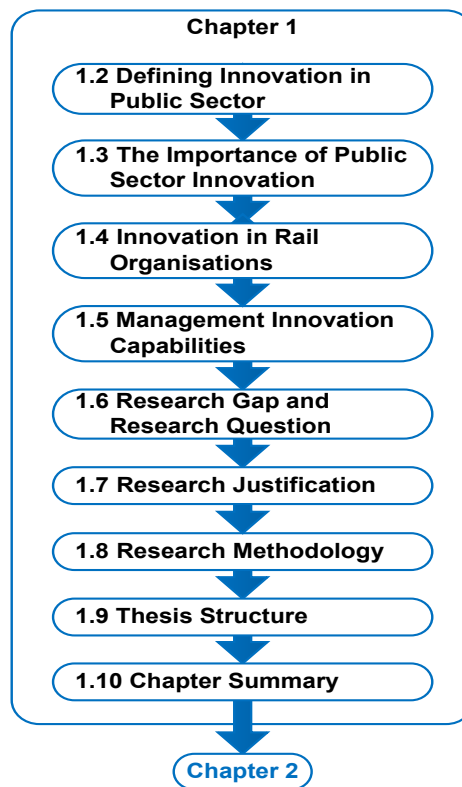 Chapter 1
1.2 Defining Innovation in
Public Sector
1.3 The Importance of Public
Sector Innovation
1.4 Innovation in Rail
Organisations
1.5 Management Innovation
Capabilities
1.6 Research Gap and
Research Question
1.7 Research Justification
1.8 Research Methodology
1.9 Thesis Structure
1.10 Chapter Summary
Chapter 2